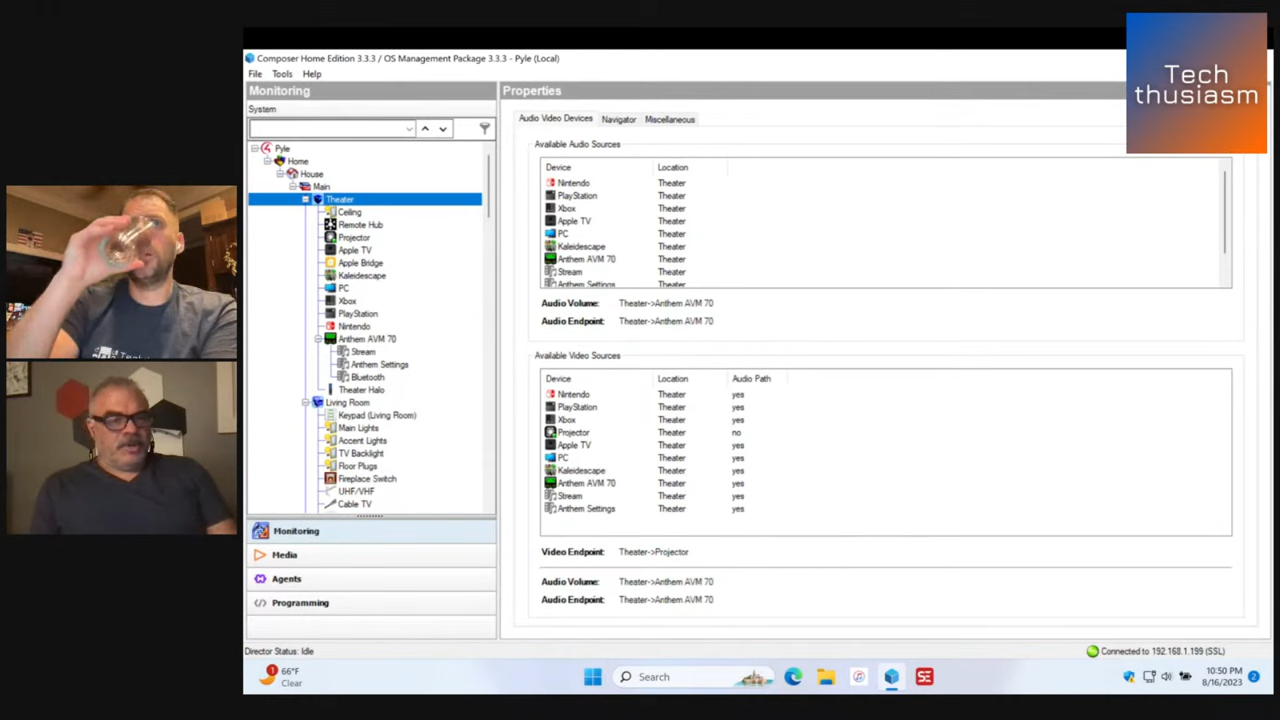 Tech
thusiasm
Composer Home Edition 3.3.3 / OS Management Package 3.3.3 - Pyle (Local)
File Tools Help
Monitoring
System
Pyle
Home
House
Main
Theater
Ceiling
Remote Hub
Projector
Apple TV
Apple Bridge
Kaleidescape
PC
Xbox
PlayStation
Nintendo
Anthem AVM 70
Stream
Anthem Settings
Bluetooth
Theater Halo
Living Room
Keypad (Living Room)
Main Lights
Accent Lights
TV Backlight
Floor Plugs
Fireplace Switch
UHF/VHF
Cable TV
Monitoring
Media
Agents
Programming
Properties
Audio Video Devices Navigator Miscellaneous
Available Audio Sources
Device Location
Nintendo Theater
PlayStation Theater
Xbox Theater
Apple TV Theater
PC Theater
Kaleidescape Theater
Anthem AVM 70 Theater
Stream Theater
Anthem Settings Theater
Audio Volume: Theater->Anthem AVM 70
Audio Endpoint: Theater->Anthem AVM 70
Available Video Sources
Device Location Audio Path
Nintendo Theater yes
PlayStation Theater yes
Xbox Theater yes
Projector Theater no
Apple TV Theater yes
PC Theater yes
Kaleidescape Theater yes
Anthem AVM 70 Theater yes
Stream Theater yes
Anthem Settings Theater yes
Video Endpoint: Theater->Projector
Audio Volume: Theater->Anthem AVM 70
Audio Endpoint: Theater->Anthem AVM 70
Director Status: Idle
Connected to 192.168.1.199 (SSL)
1
66°F
Clear
Search
SE
10:50 PM
8/16/2023
2